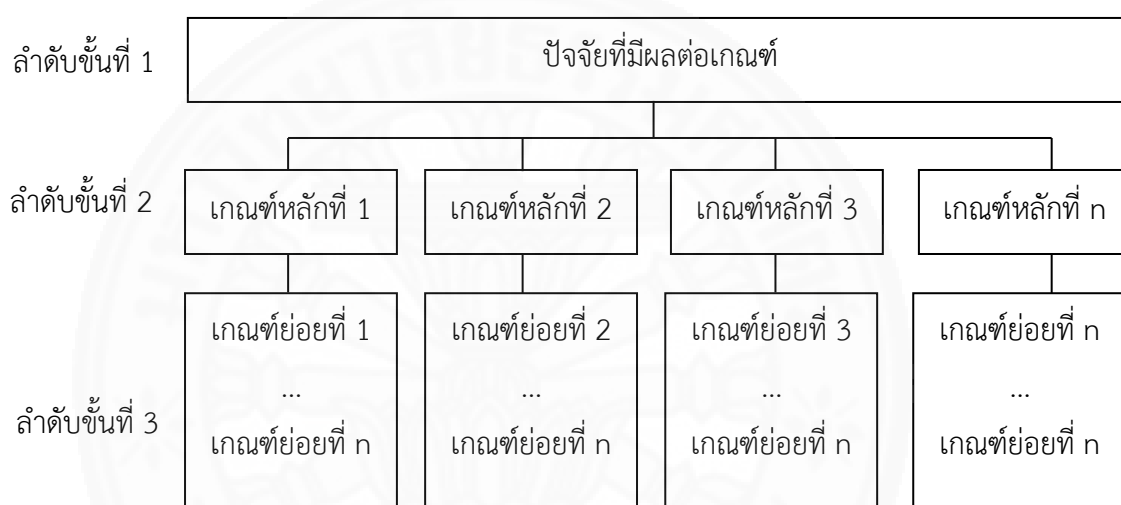 ลำดับขั้นที่ 1 ปัจจัยที่มีผลต่อเกณฑ์
ลำดับขั้นที่ 2 เกณฑ์หลักที่ 1 เกณฑ์หลักที่ 2 เกณฑ์หลักที่ 3 เกณฑ์หลักที่ n
เกณฑ์ย่อยที่ 1 เกณฑ์ย่อยที่ 2 เกณฑ์ย่อยที่ 3 เกณฑ์ย่อยที่ n
... ... ... ...
ลำดับขั้นที่ 3 เกณฑ์ย่อยที่ n เกณฑ์ย่อยที่ n เกณฑ์ย่อยที่ n เกณฑ์ย่อยที่ n